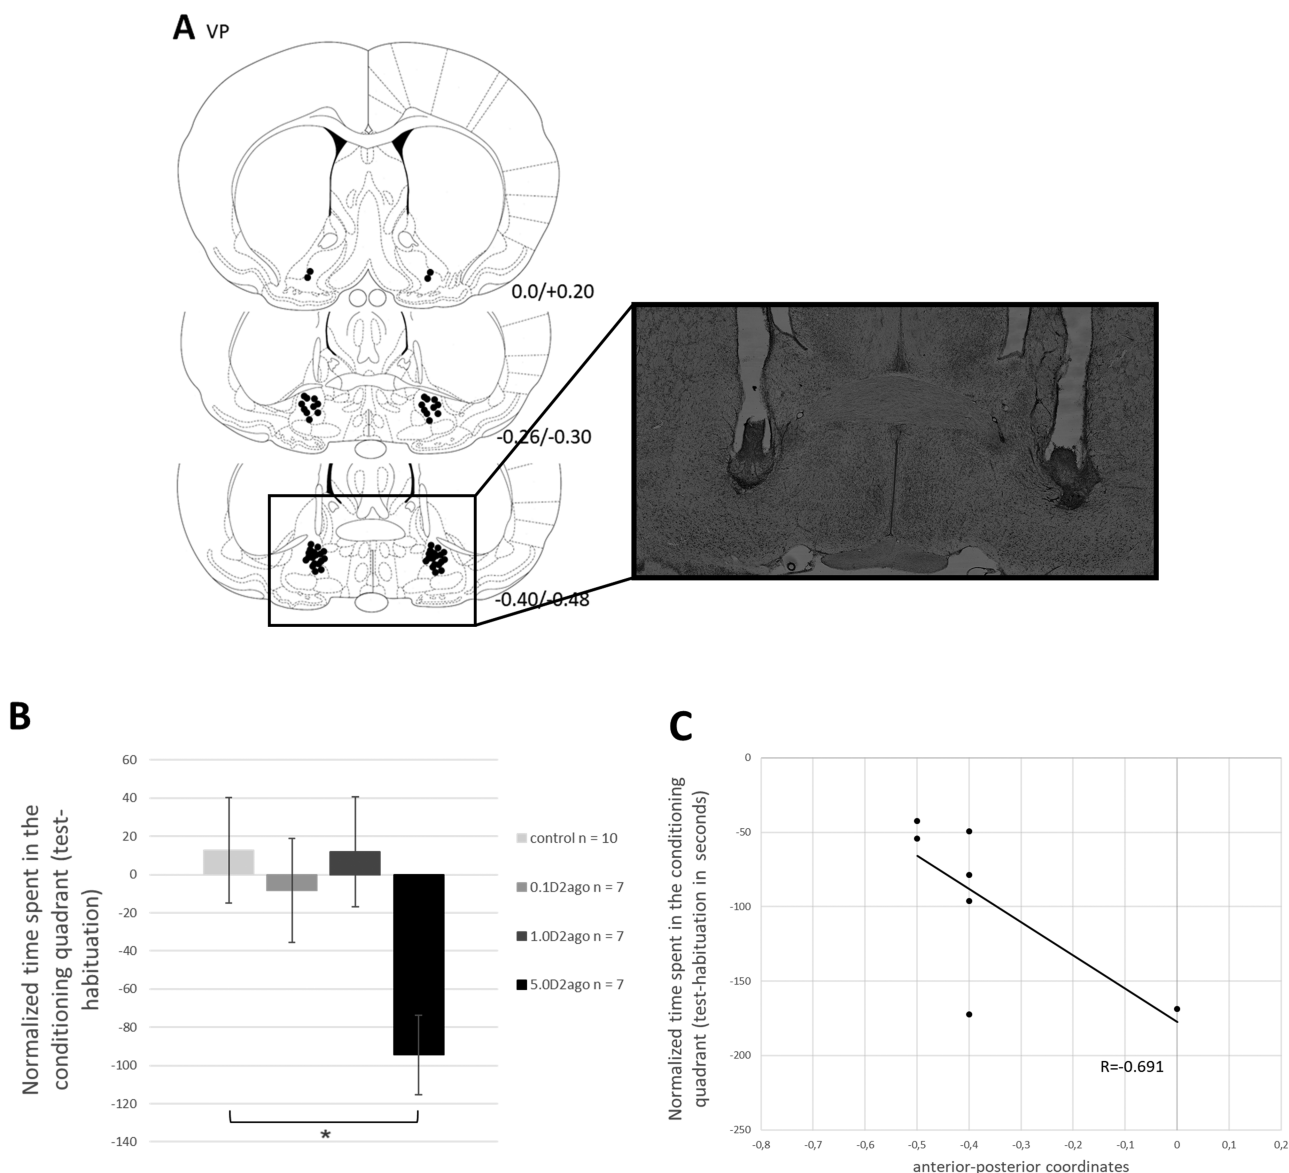 A VP
0.0/+0.20
-0.26/-0.30
-0.40/-0.48
B
Normalized time spent in the
conditioning quadrant (test-
habituation)
60
40
20
0
-20
-40
-60
-80
-100
-120
-140
*
control n = 10
0.1D2ago n = 7
1.0D2ago n = 7
5.0D2ago n = 7
C
Normalized time spent in the conditioning
quadrant (test-habituation in seconds)
0
-50
-100
-150
-200
-250
R=-0.691
-0,8 -0,7 -0,6 -0,5 -0,4 -0,3 -0,2 -0,1 0 0,1 0,2
anterior-posterior coordinates